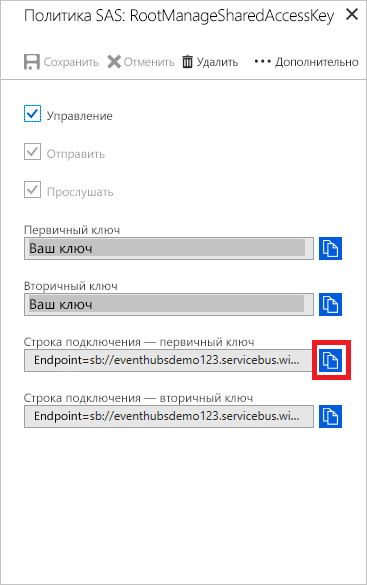 Политика SAS: RootManageSharedAccessKey
Сохранить Отменить Удалить ••• Дополнительно
Управление
Отправить
Прослушать
Первичный ключ
Ваш ключ
Вторичный ключ
Ваш ключ
Строка подключения — первичный ключ
Endpoint=sb://eventhubsdemo123.servicebus.wi...
Строка подключения — вторичный ключ
Endpoint=sb://eventhubsdemo123.servicebus.wi...